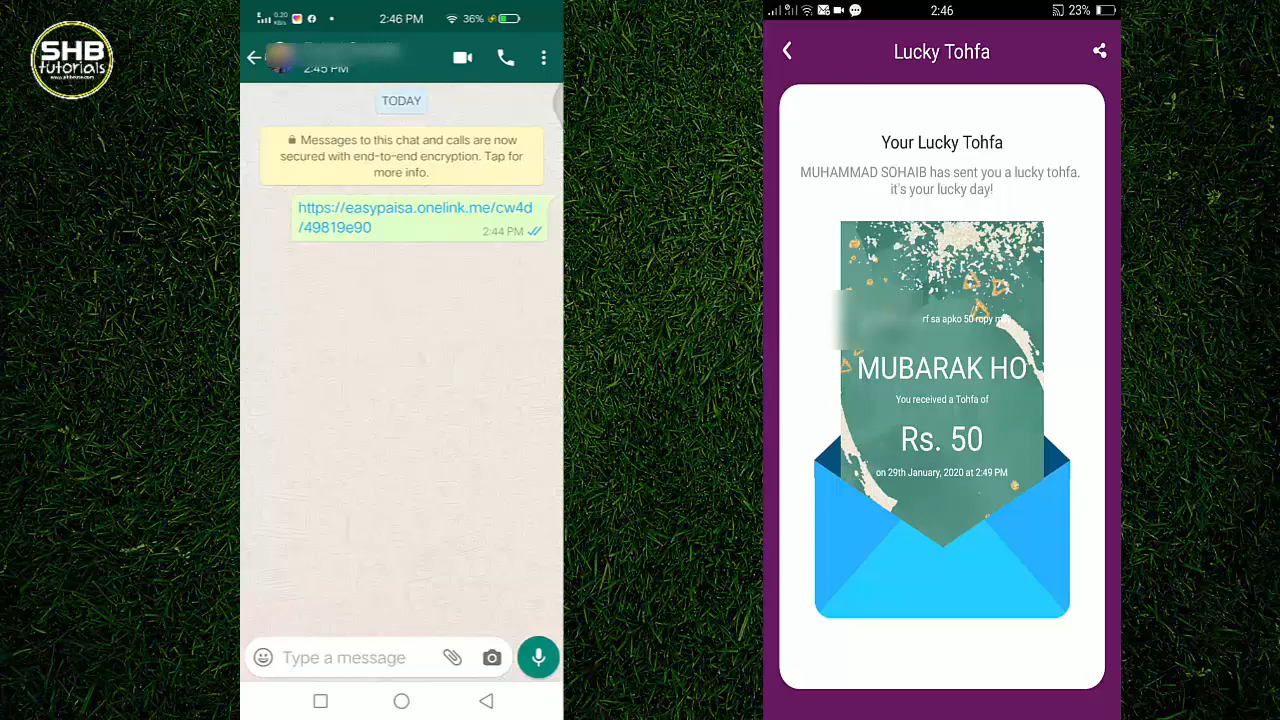 SHB
tutorials
0.20
KB/s
2:46 PM
36%
2:45 PM
TODAY
Messages to this chat and calls are now
secured with end-to-end encryption. Tap for
more info.
https://easypaisa.onelink.me/cw4d
/49819e90
2:44 PM
Type a message
2:46
23%
Lucky Tohfa
Your Lucky Tohfa
MUHAMMAD SOHAIB has sent you a lucky tohfa.
it's your lucky day!
sa apko 50 ropy
MUBARAK HO
You received a Tohfa of
Rs. 50
on 29th January, 2020 at 2:49 PM